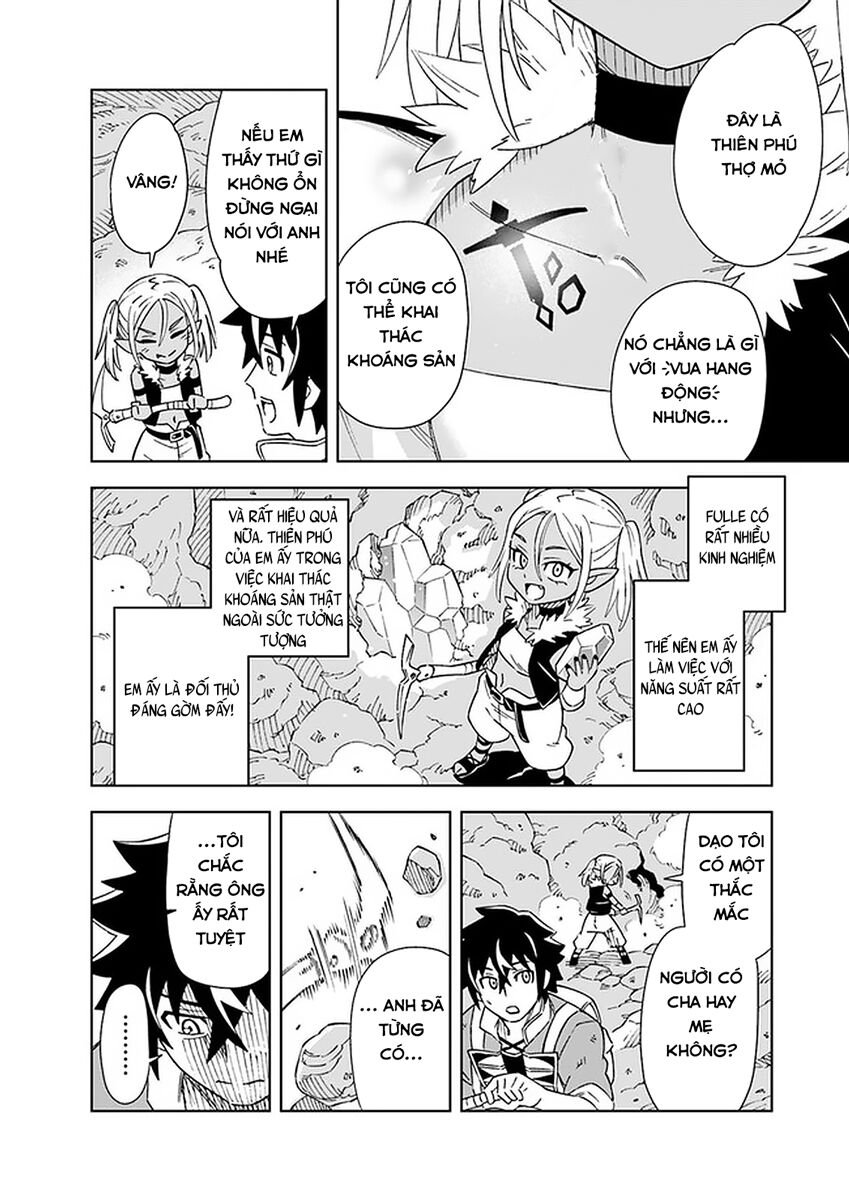 ĐÂY LÀ
THIÊN PHÚ
THỢ MỎ
NÓ CHẲNG LÀ GÌ
VỚI -VUA HANG
ĐỘNG-
NHƯNG...
TÔI CŨNG CÓ
THỂ KHAI
THÁC
KHOÁNG SẢN
NẾU EM
THẤY THỨ GÌ
KHÔNG ỔN
ĐỪNG NGẠI
NÓI VỚI ANH
NHÉ
VÂNG!
FULLE CÓ
RẤT NHIỀU
KINH NGHIỆM
THẾ NÊN EM ẤY
LÀM VIỆC VỚI
NĂNG SUẤT RẤT
CAO
VÀ RẤT HIỆU QUẢ
NỮA. THIÊN PHÚ
CỦA EM ẤY TRONG
VIỆC KHAI THÁC
KHOÁNG SẢN THẬT
NGOÀI SỨC TƯỞNG
TƯỢNG
EM ẤY LÀ ĐỐI THỦ
ĐÁNG GỜM ĐẤY!
DẠO TÔI
CÓ MỘT
THẮC
MẮC
NGƯỜI CÓ
CHA HAY
MẸ
KHÔNG?
... ANH ĐÃ
TỪNG
CÓ...
...TÔI
CHẮC
RẰNG ÔNG
ẤY RẤT
TUYỆT
......